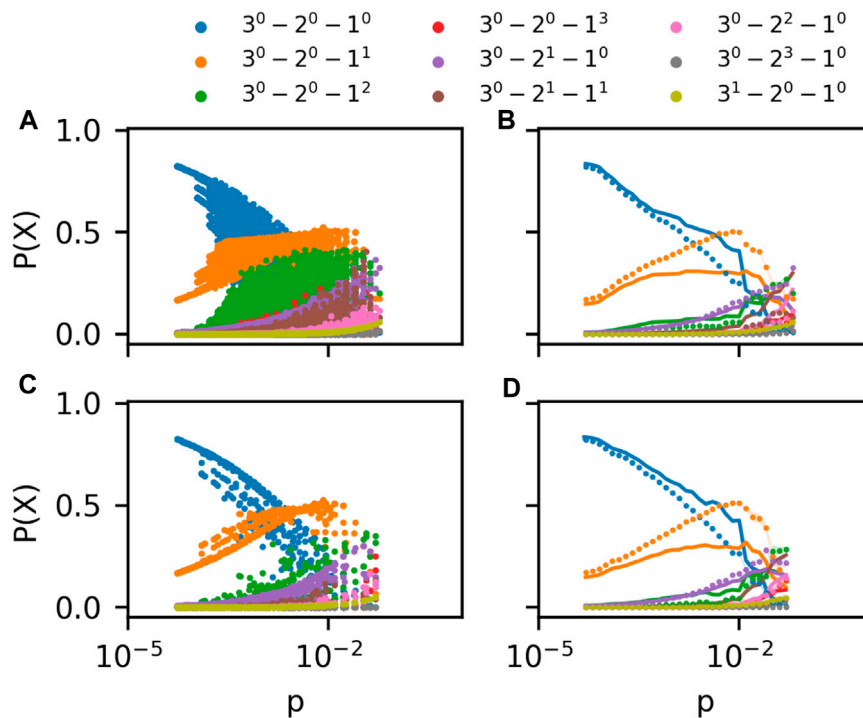 3⁰ − 2⁰ − 1⁰ 3⁰ − 2⁰ − 1³ 3⁰ − 2² − 1⁰
3⁰ − 2⁰ − 1¹ 3⁰ − 2¹ − 1⁰ 3⁰ − 2³ − 1⁰
3⁰ − 2⁰ − 1² 3⁰ − 2¹ − 1¹ 3¹ − 2⁰ − 1⁰
A B
1.0
0.5
0.0
P(X)
C D
1.0
0.5
0.0
P(X)
10⁻⁵ 10⁻² 10⁻⁵ 10⁻²
p p